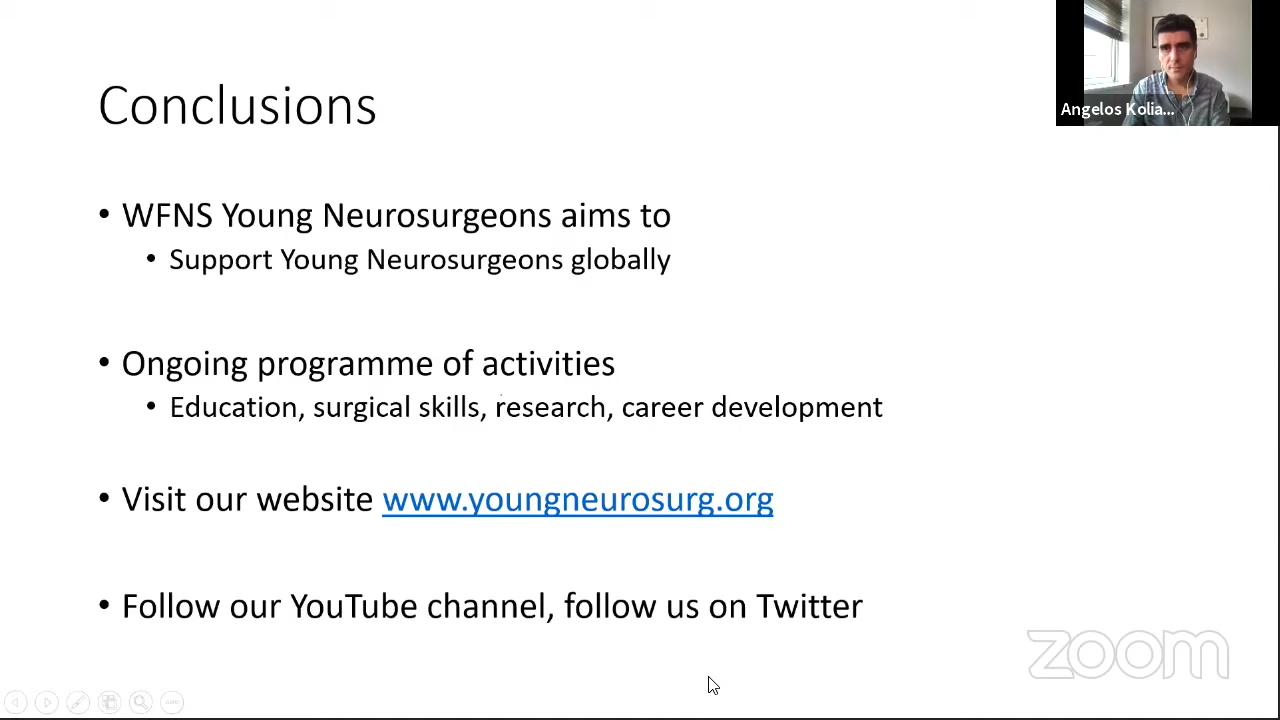 Conclusions
Angelos Kolia...
• WFNS Young Neurosurgeons aims to
• Support Young Neurosurgeons globally
• Ongoing programme of activities
• Education, surgical skills, research, career development
• Visit our website www.youngneurosurg.org
• Follow our YouTube channel, follow us on Twitter
zoom